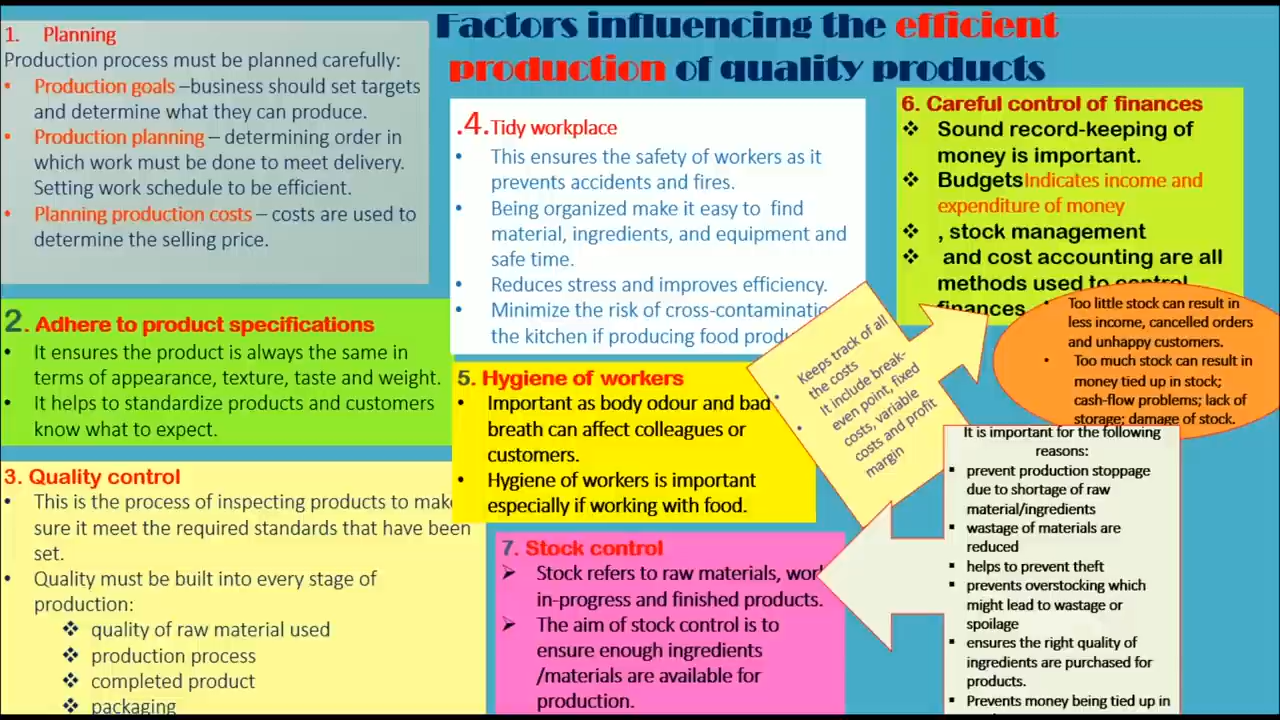 Factors influencing the efficient
production of quality products
1. Planning
Production process must be planned carefully:
• Production goals –business should set targets
and determine what they can produce.
• Production planning – determining order in
which work must be done to meet delivery.
Setting work schedule to be efficient.
• Planning production costs – costs are used to
determine the selling price.
2. Adhere to product specifications
• It ensures the product is always the same in
terms of appearance, texture, taste and weight.
• It helps to standardize products and customers
know what to expect.
3. Quality control
• This is the process of inspecting products to make
sure it meet the required standards that have been
set.
• Quality must be built into every stage of
production:
❖ quality of raw material used
❖ production process
❖ completed product
❖ packaging
.4.Tidy workplace
• This ensures the safety of workers as it
prevents accidents and fires.
• Being organized make it easy to find
material, ingredients, and equipment and
safe time.
• Reduces stress and improves efficiency.
• Minimize the risk of cross-contaminatio
the kitchen if producing food produ
5. Hygiene of workers
• Important as body odour and bad
breath can affect colleagues or
customers.
• Hygiene of workers is important
especially if working with food.
6. Careful control of finances
❖ Sound record-keeping of
money is important.
❖ BudgetsIndicates income and
expenditure of money
❖ , stock management
❖ and cost accounting are all
methods used to control
finances
• Keeps track of all
the costs
• It include break-
even point, fixed
costs, variable
costs and profit
margin
Too little stock can result in
less income, cancelled orders
and unhappy customers.
• Too much stock can result in
money tied up in stock;
cash-flow problems; lack of
storage; damage of stock.
7. Stock control
➢ Stock refers to raw materials, work
in-progress and finished products.
➢ The aim of stock control is to
ensure enough ingredients
/materials are available for
production.
It is important for the following
reasons:
▪ prevent production stoppage
due to shortage of raw
material/ingredients
▪ wastage of materials are
reduced
▪ helps to prevent theft
▪ prevents overstocking which
might lead to wastage or
spoilage
▪ ensures the right quality of
ingredients are purchased for
products.
▪ Prevents money being tied up in